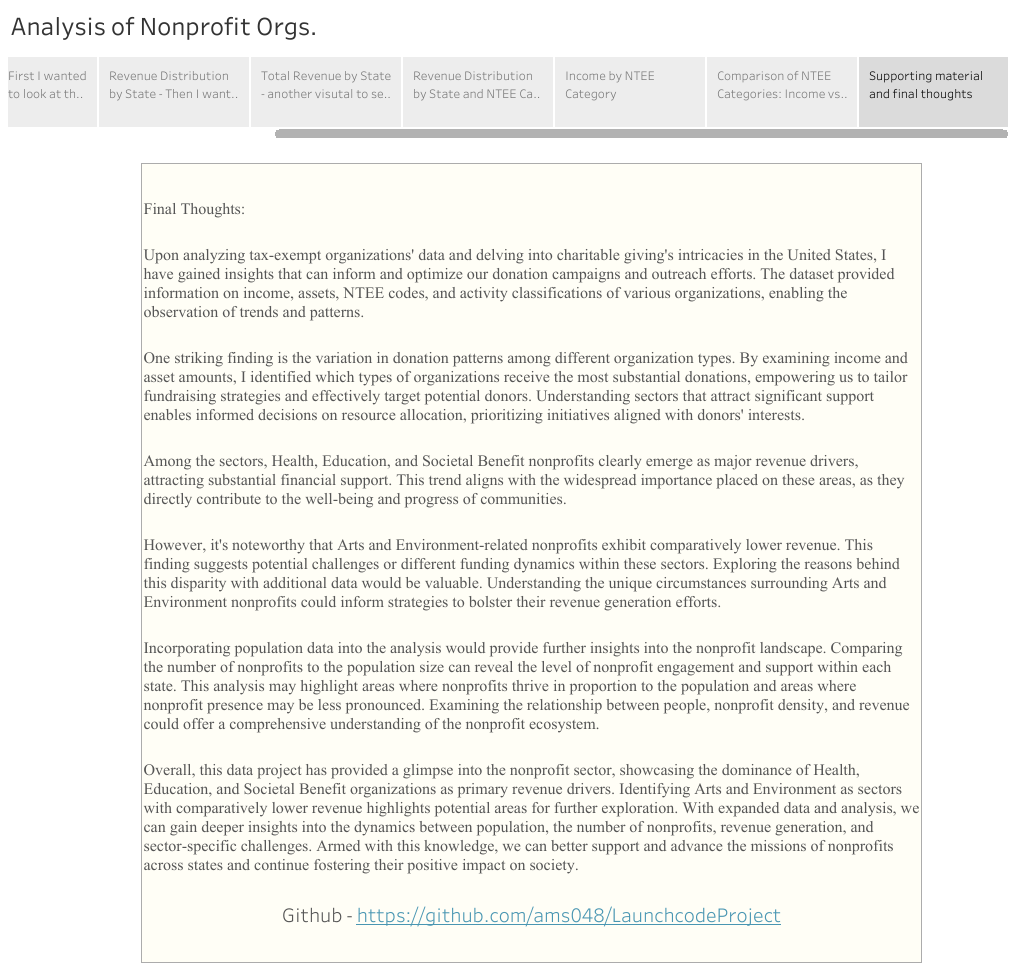 Analysis of Nonprofit Orgs.
First I wanted
to look at th..
Revenue Distribution
by State - Then I want..
Total Revenue by State
- another visutal to se..
Revenue Distribution
by State and NTEE Ca..
Income by NTEE
Category
Comparison of NTEE
Categories: Income vs..
Supporting material
and final thoughts
Final Thoughts:
Upon analyzing tax-exempt organizations' data and delving into charitable giving's intricacies in the United States, I
have gained insights that can inform and optimize our donation campaigns and outreach efforts. The dataset provided
information on income, assets, NTEE codes, and activity classifications of various organizations, enabling the
observation of trends and patterns.
One striking finding is the variation in donation patterns among different organization types. By examining income and
asset amounts, I identified which types of organizations receive the most substantial donations, empowering us to tailor
fundraising strategies and effectively target potential donors. Understanding sectors that attract significant support
enables informed decisions on resource allocation, prioritizing initiatives aligned with donors' interests.
Among the sectors, Health, Education, and Societal Benefit nonprofits clearly emerge as major revenue drivers,
attracting substantial financial support. This trend aligns with the widespread importance placed on these areas, as they
directly contribute to the well-being and progress of communities.
However, it's noteworthy that Arts and Environment-related nonprofits exhibit comparatively lower revenue. This
finding suggests potential challenges or different funding dynamics within these sectors. Exploring the reasons behind
this disparity with additional data would be valuable. Understanding the unique circumstances surrounding Arts and
Environment nonprofits could inform strategies to bolster their revenue generation efforts.
Incorporating population data into the analysis would provide further insights into the nonprofit landscape. Comparing
the number of nonprofits to the population size can reveal the level of nonprofit engagement and support within each
state. This analysis may highlight areas where nonprofits thrive in proportion to the population and areas where
nonprofit presence may be less pronounced. Examining the relationship between people, nonprofit density, and revenue
could offer a comprehensive understanding of the nonprofit ecosystem.
Overall, this data project has provided a glimpse into the nonprofit sector, showcasing the dominance of Health,
Education, and Societal Benefit organizations as primary revenue drivers. Identifying Arts and Environment as sectors
with comparatively lower revenue highlights potential areas for further exploration. With expanded data and analysis, we
can gain deeper insights into the dynamics between population, the number of nonprofits, revenue generation, and
sector-specific challenges. Armed with this knowledge, we can better support and advance the missions of nonprofits
across states and continue fostering their positive impact on society.
Github - https://github.com/ams048/LaunchcodeProject